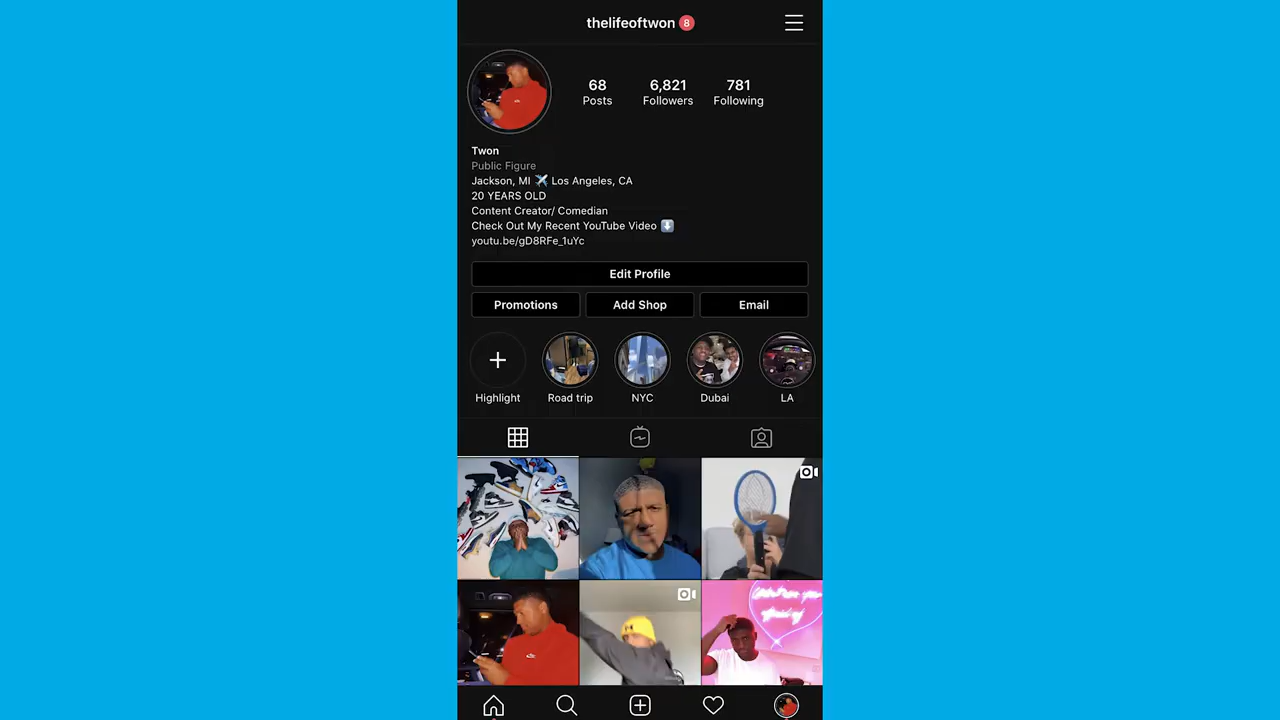 thelifeoftwon 8
68 6,821 781
Posts Followers Following
Twon
Public Figure
Jackson, MI ✈️ Los Angeles, CA
20 YEARS OLD
Content Creator/ Comedian
Check Out My Recent YouTube Video ⬇️
youtu.be/gD8RFe_1uYc
Edit Profile
Promotions Add Shop Email
Highlight Road trip NYC Dubai LA